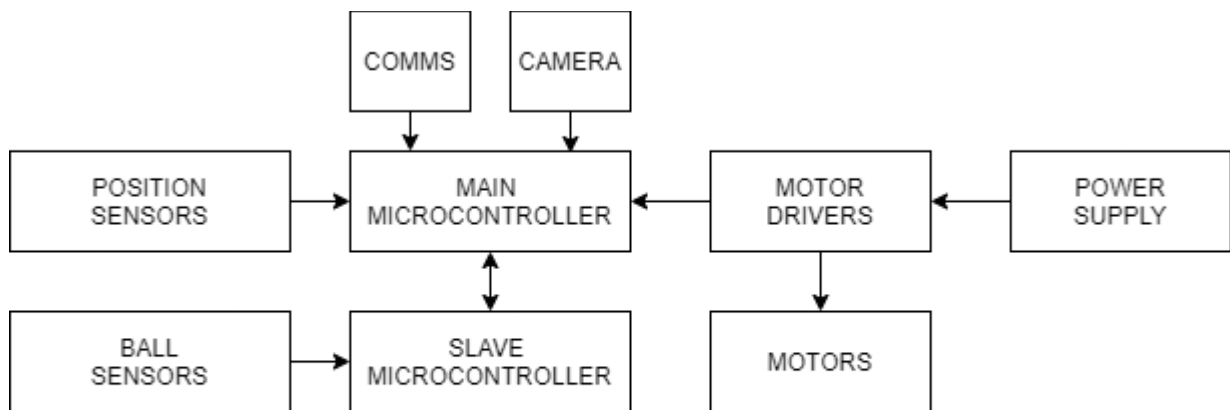 COMMS
CAMERA
POSITION
SENSORS
MAIN
MICROCONTROLLER
MOTOR
DRIVERS
POWER
SUPPLY
BALL
SENSORS
SLAVE
MICROCONTROLLER
MOTORS